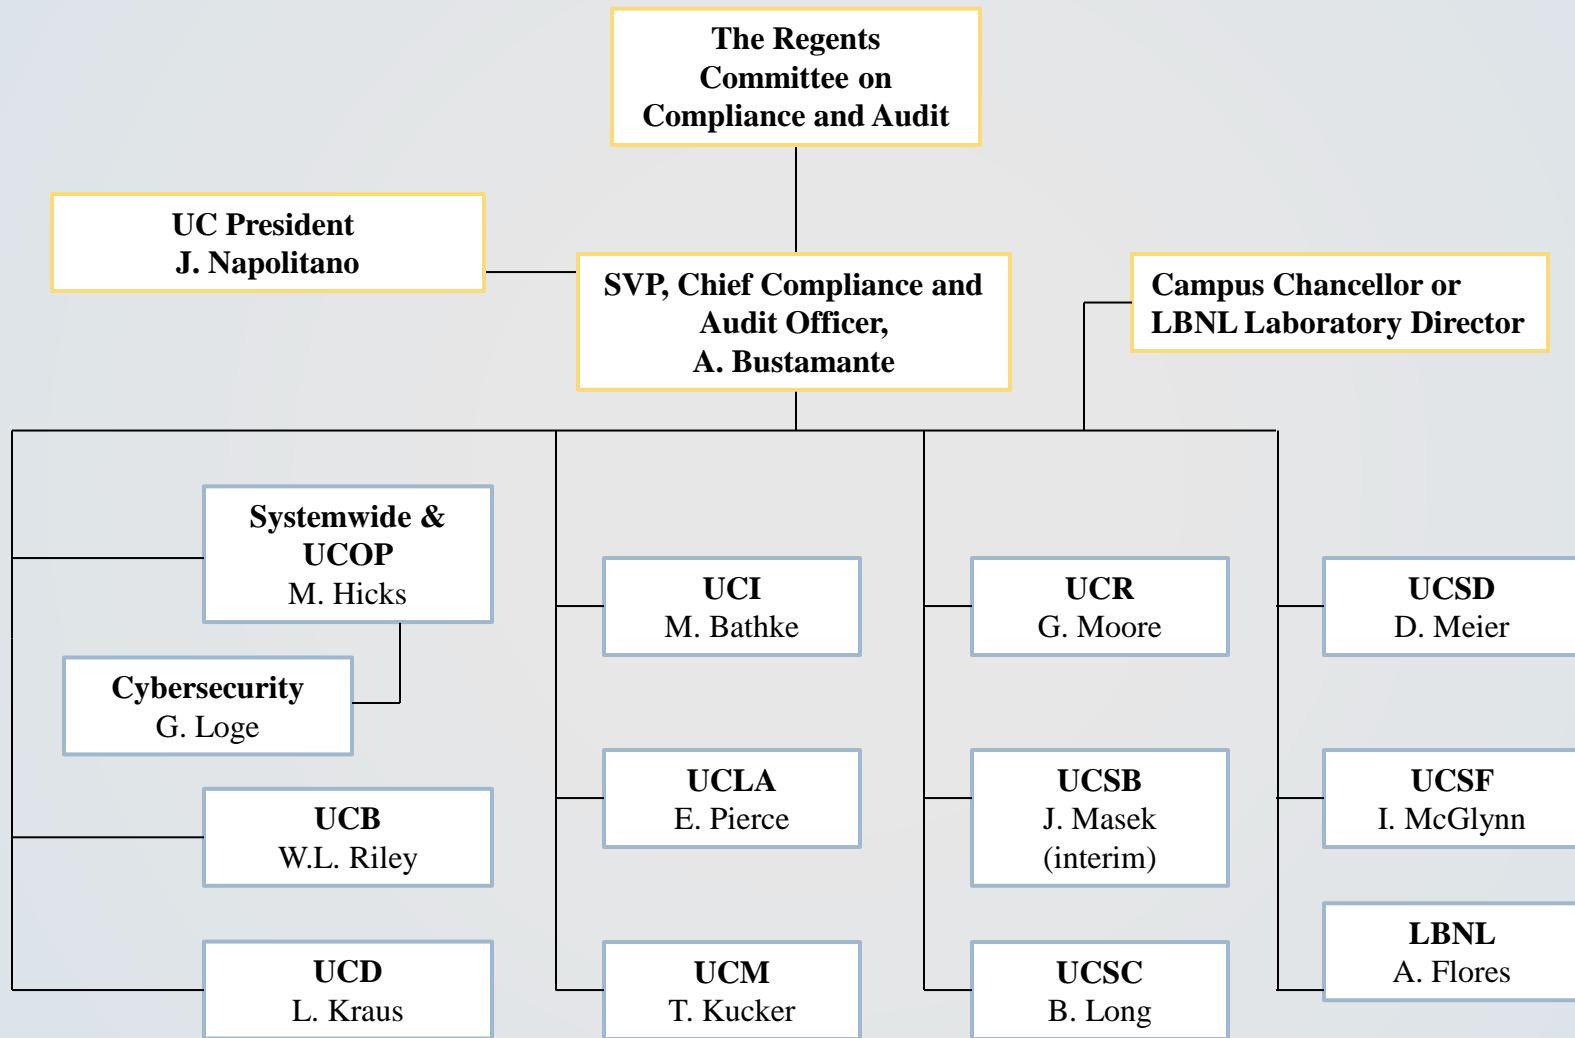 The Regents
Committee on
Compliance and Audit
UC President
J. Napolitano
SVP, Chief Compliance and
Audit Officer,
A. Bustamante
Campus Chancellor or
LBNL Laboratory Director
Systemwide &
UCOP
M. Hicks
Cybersecurity
G. Loge
UCB
W.L. Riley
UCD
L. Kraus
UCI
M. Bathke
UCLA
E. Pierce
UCM
T. Kucker
UCR
G. Moore
UCSB
J. Masek
(interim)
UCSC
B. Long
UCSD
D. Meier
UCSF
I. McGlynn
LBNL
A. Flores